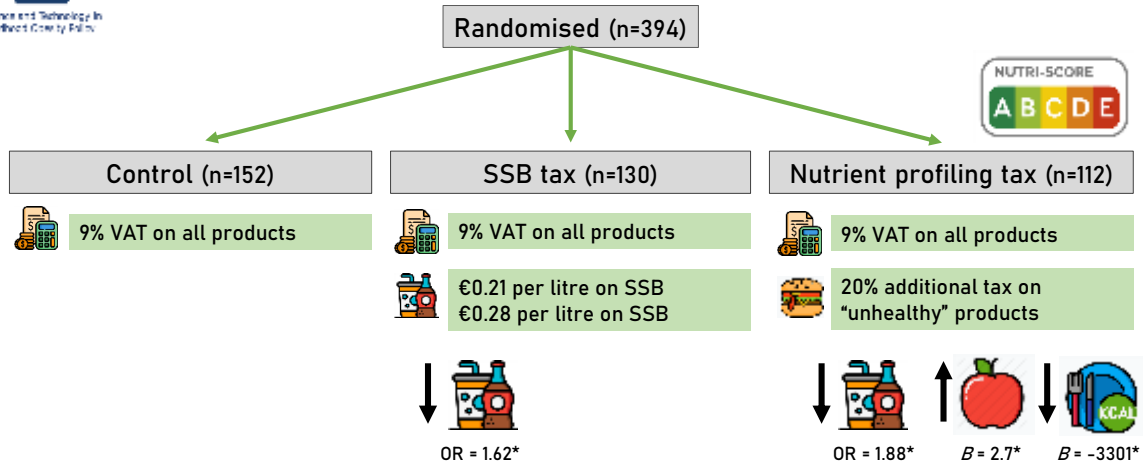 Randomised (n=394)
NUTRI-SCORE
A B C D E
Control (n=152)
SSB tax (n=130)
Nutrient profiling tax (n=112)
9% VAT on all products
9% VAT on all products
9% VAT on all products
€0.21 per litre on SSB
€0.28 per litre on SSB
20% additional tax on
“unhealthy” products
KCAL
OR = 1.62*
OR = 1.88*
B = 2.7*
B = -3301*